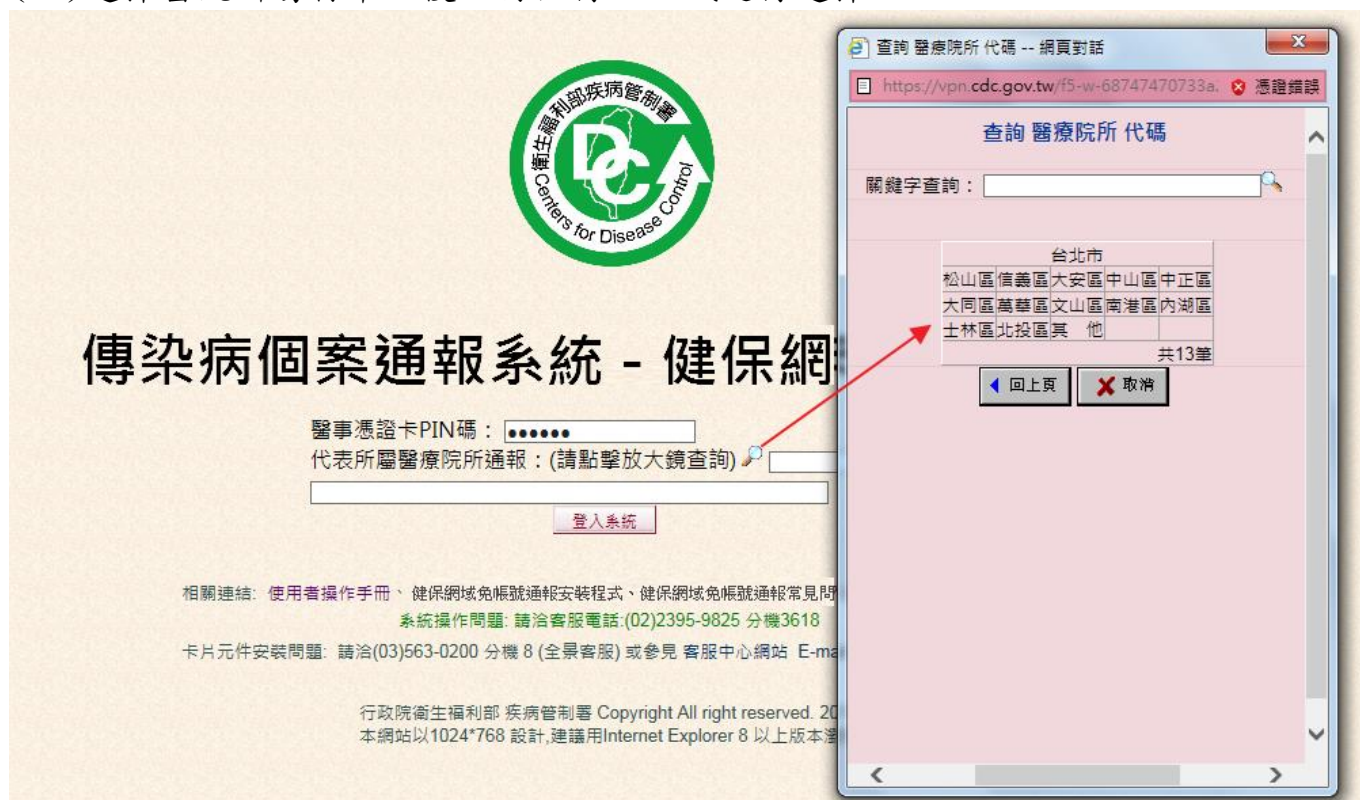 衛生福利部疾病管制署
Centers for Disease Control
傳染病個案通報系統 - 健保網
醫事憑證卡PIN碼： ●●●●●●
代表所屬醫療院所通報：(請點擊放大鏡查詢)
登入系統
相關連結: 使用者操作手冊、 健保網域免帳號通報安裝程式、健保網域免帳號通報常見問
系統操作問題: 請洽客服電話:(02)2395-9825 分機3618
卡片元件安裝問題: 請洽(03)563-0200 分機 8 (全景客服) 或參見 客服中心網站 E-ma
行政院衛生福利部 疾病管制署 Copyright All right reserved. 20
本網站以1024*768 設計,建議用Internet Explorer 8 以上版本瀏
查詢 醫療院所 代碼 -- 網頁對話
https://vpn.cdc.gov.tw/f5-w-68747470733a. 憑證錯誤
查詢 醫療院所 代碼
關鍵字查詢：
台北市
松山區 信義區 大安區 中山區 中正區
大同區 萬華區 文山區 南港區 內湖區
士林區 北投區 其 他
共13筆
回上頁 取消